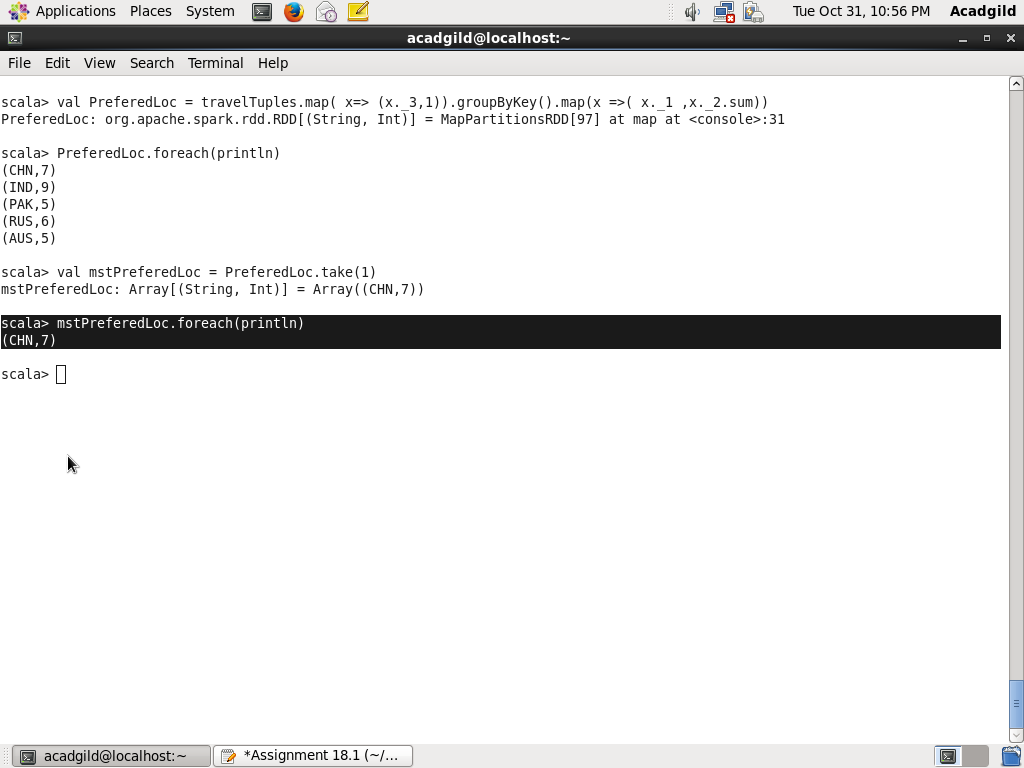 Applications Places System Tue Oct 31, 10:56 PM Acadgild
acadgild@localhost:~
File Edit View Search Terminal Help
scala> val PreferedLoc = travelTuples.map( x=> (x._3,1)).groupByKey().map(x =>( x._1 ,x._2.sum))
PreferedLoc: org.apache.spark.rdd.RDD[(String, Int)] = MapPartitionsRDD[97] at map at <console>:31
scala> PreferedLoc.foreach(println)
(CHN,7)
(IND,9)
(PAK,5)
(RUS,6)
(AUS,5)
scala> val mstPreferedLoc = PreferedLoc.take(1)
mstPreferedLoc: Array[(String, Int)] = Array((CHN,7))
scala> mstPreferedLoc.foreach(println)
(CHN,7)
scala>
acadgild@localhost:~ *Assignment 18.1 (~/...